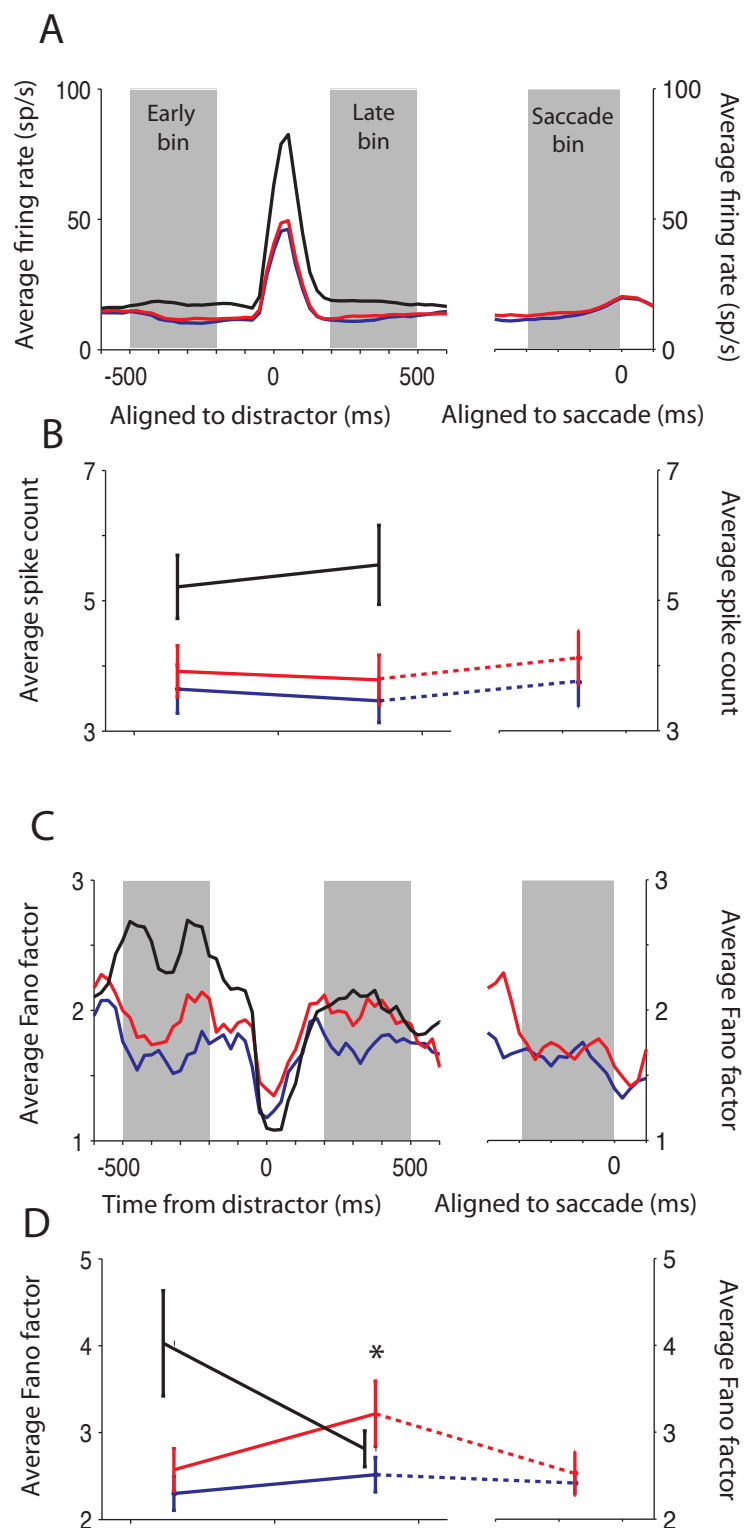 A
Average firing rate (sp/s)
100
50
0
Early
bin
Late
bin
Saccade
bin
100
50
0
Average firing rate (sp/s)
-500
0
500
0
Aligned to distractor (ms)
Aligned to saccade (ms)
B
Average spike count
7
5
3
7
5
3
Average spike count
C
Average Fano factor
3
2
1
3
2
1
Average Fano factor
-500
0
500
0
Time from distractor (ms)
Aligned to saccade (ms)
D
Average Fano factor
5
4
3
2
*
5
4
3
2
Average Fano factor